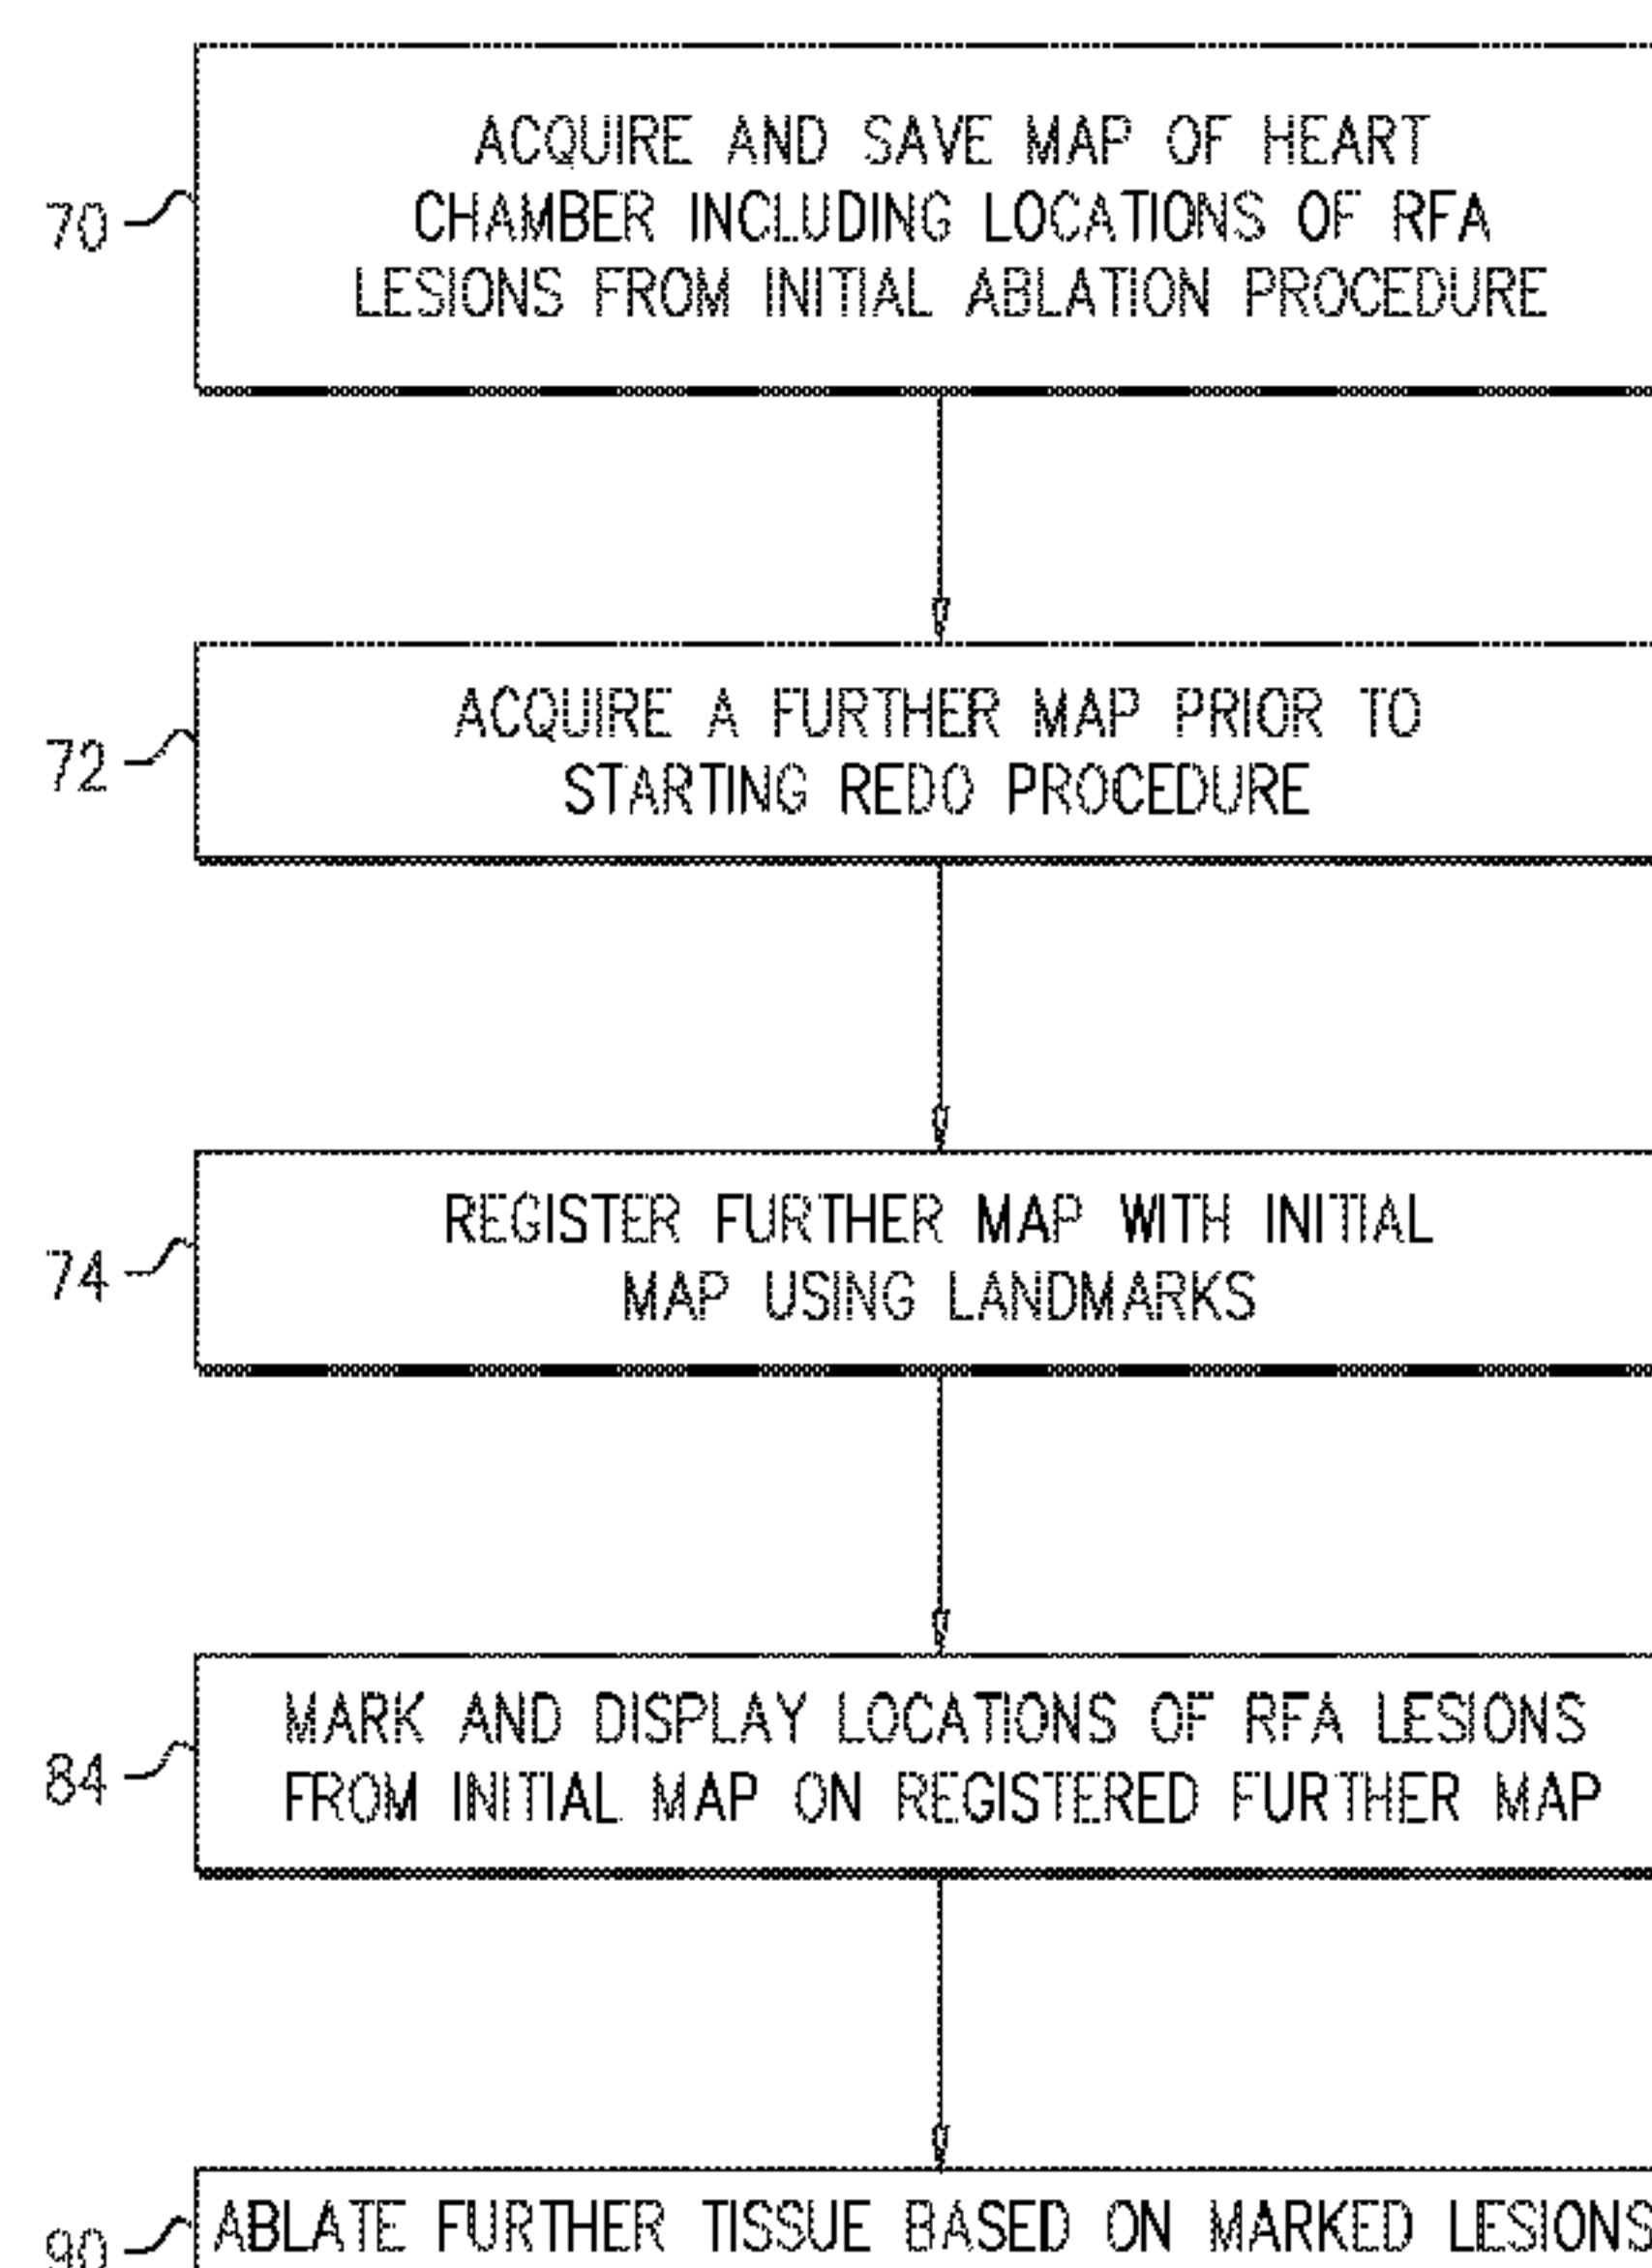 ACQUIRE AND SAVE MAP OF HEART
70
CHAMBER INCLUDING LOCATIONS OF RFA
LESIONS FROM INITIAL ABLATION PROCEDURE
ACQUIRE A FURTHER MAP PRIOR TO
72
STARTING REDO PROCEDURE
REGISTER FURTHER MAP WITH INITIAL
74
MAP USING LANDMARKS
MARK AND DISPLAY LOCATIONS OF RFA LESIONS
84
FROM INITIAL MAP ON REGISTERED FURTHER MAP
90
ABLATE FURTHER TISSUE BASED ON MARKED LESIONS